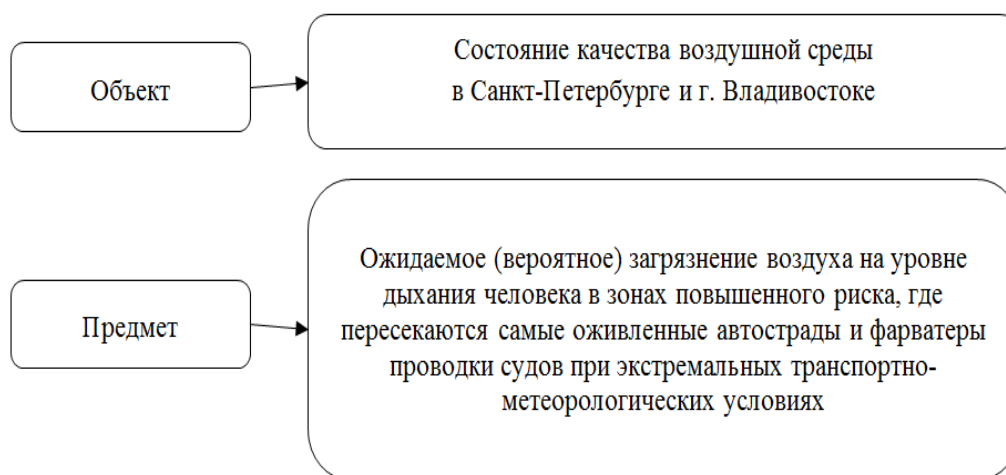 Объект
Состояние качества воздушной среды
в Санкт-Петербурге и г. Владивостоке
Предмет
Ожидаемое (вероятное) загрязнение воздуха на уровне
дыхания человека в зонах повышенного риска, где
пересекаются самые оживленные автострады и фарватеры
проводки судов при экстремальных транспортно-
метеорологических условиях